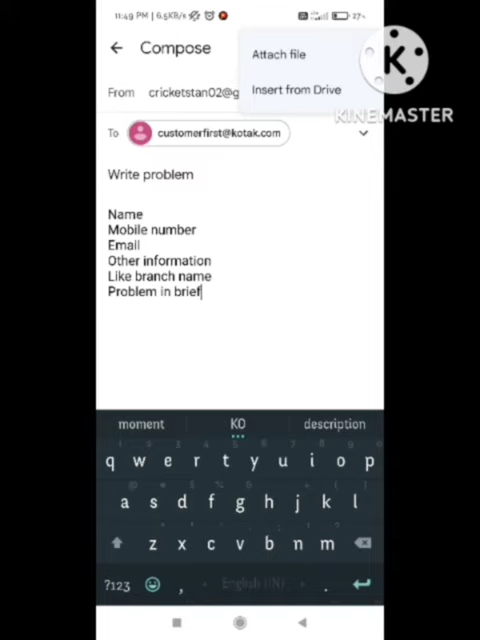 11:49 PM | 6.5KB/s 27%
Compose
Attach file
Insert from Drive
K
KINEMASTER
From cricketstan02@g
To customerfirst@kotak.com
Write problem
Name
Mobile number
Email
Other information
Like branch name
Problem in brief
moment KO description
q w e r t y u i o p
a s d f g h j k l
z x c v b n m
?123 , English (IN) .